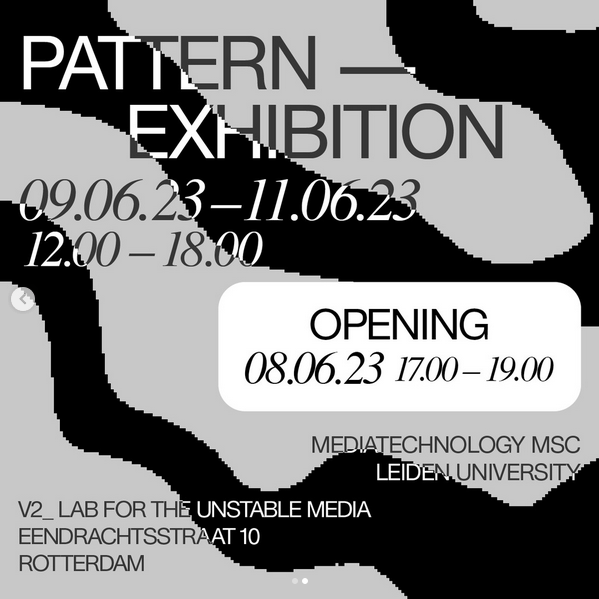 PATTERN —
EXHIBITION
09.06.23 – 11.06.23
12.00 – 18.00
OPENING
08.06.23 17.00 – 19.00
MEDIATECHNOLOGY MSC
LEIDEN UNIVERSITY
V2_ LAB FOR THE UNSTABLE MEDIA
EENDRACHTSSTRAAT 10
ROTTERDAM